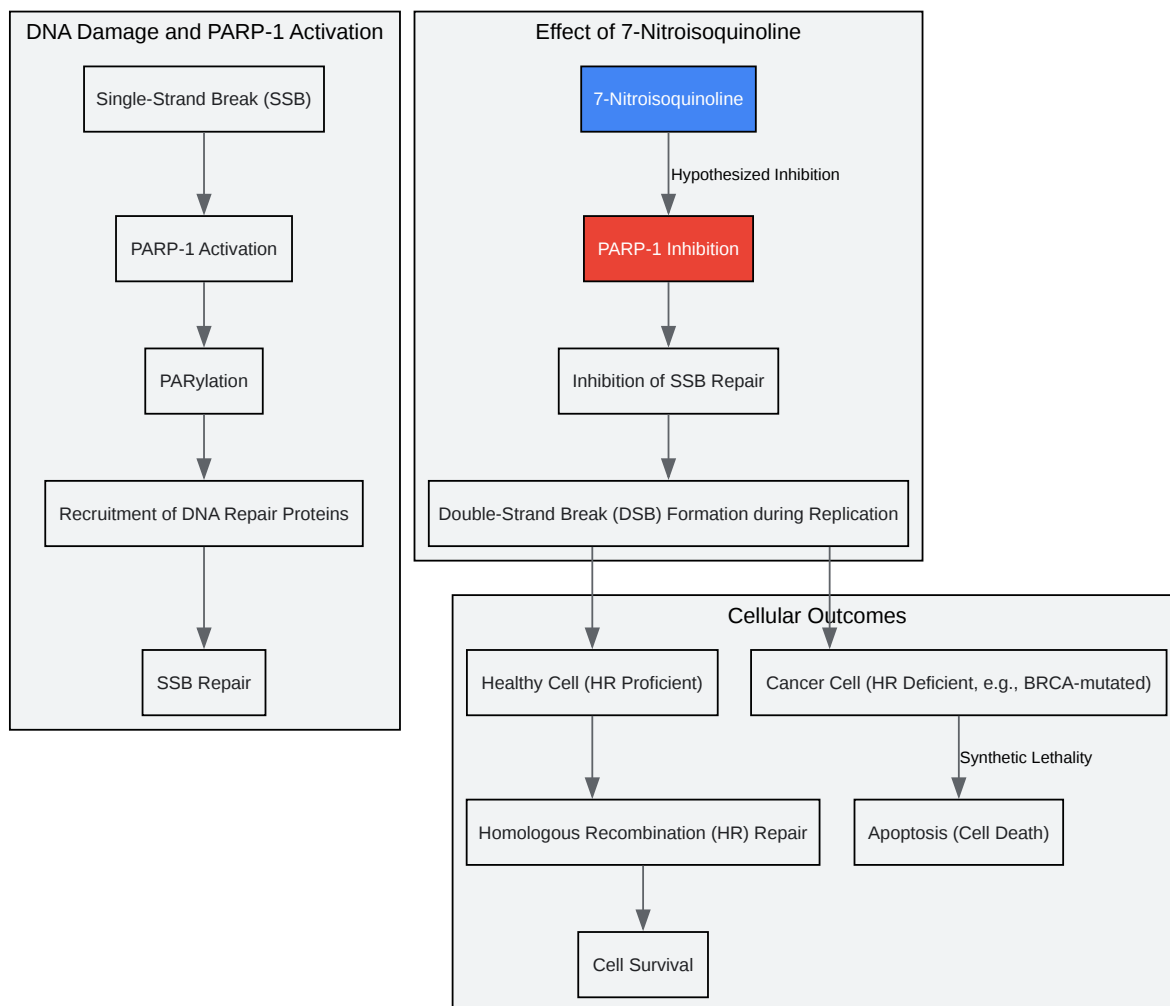 DNA Damage and PARP-1 Activation
Single-Strand Break (SSB)
PARP-1 Activation
PARylation
Recruitment of DNA Repair Proteins
SSB Repair
Effect of 7-Nitroisoquinoline
7-Nitroisoquinoline
Hypothesized Inhibition
PARP-1 Inhibition
Inhibition of SSB Repair
Double-Strand Break (DSB) Formation during Replication
Cellular Outcomes
Healthy Cell (HR Proficient)
Cancer Cell (HR Deficient, e.g., BRCA-mutated)
Synthetic Lethality
Homologous Recombination (HR) Repair
Apoptosis (Cell Death)
Cell Survival